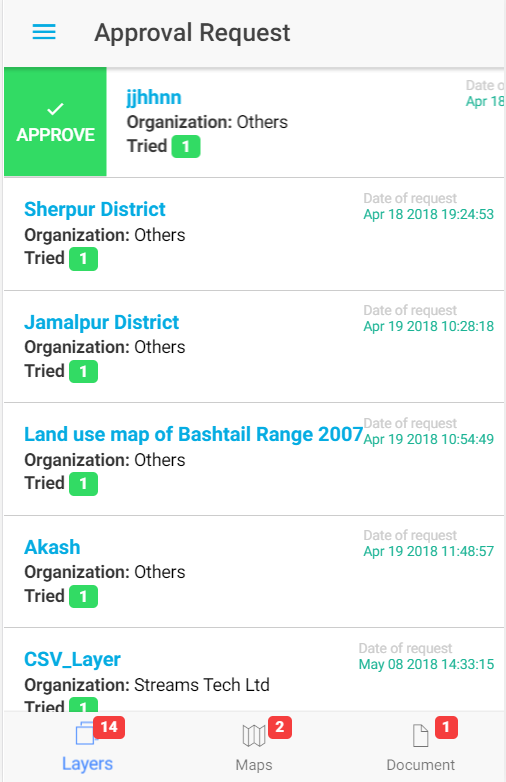 Approval Request
APPROVE
jjhhnn
Organization: Others
Tried 1
Date o
Apr 18
Sherpur District
Organization: Others
Tried 1
Date of request
Apr 18 2018 19:24:53
Jamalpur District
Organization: Others
Tried 1
Date of request
Apr 19 2018 10:28:18
Land use map of Bashtail Range 2007
Organization: Others
Tried 1
Date of request
Apr 19 2018 10:54:49
Akash
Organization: Others
Tried 1
Date of request
Apr 19 2018 11:48:57
CSV_Layer
Organization: Streams Tech Ltd
Tried 1
Date of request
May 08 2018 14:33:15
14
Layers
2
Maps
1
Document